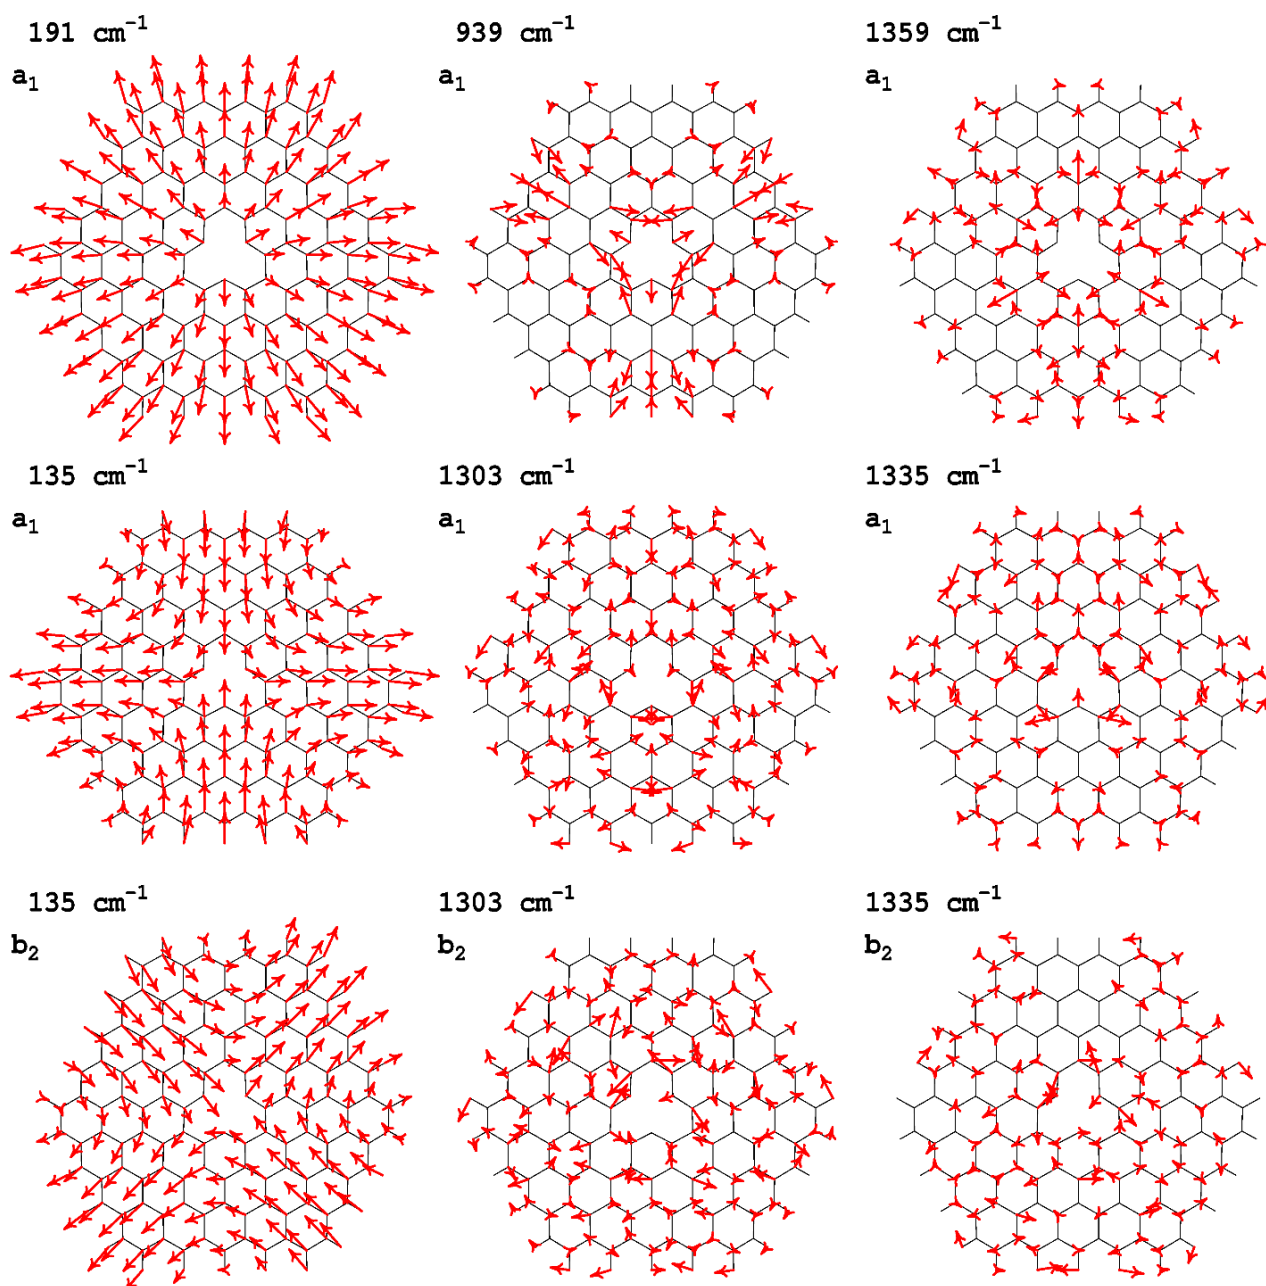 191 cm⁻¹
a₁
939 cm⁻¹
a₁
1359 cm⁻¹
a₁
135 cm⁻¹
a₁
1303 cm⁻¹
a₁
1335 cm⁻¹
a₁
135 cm⁻¹
b₂
1303 cm⁻¹
b₂
1335 cm⁻¹
b₂